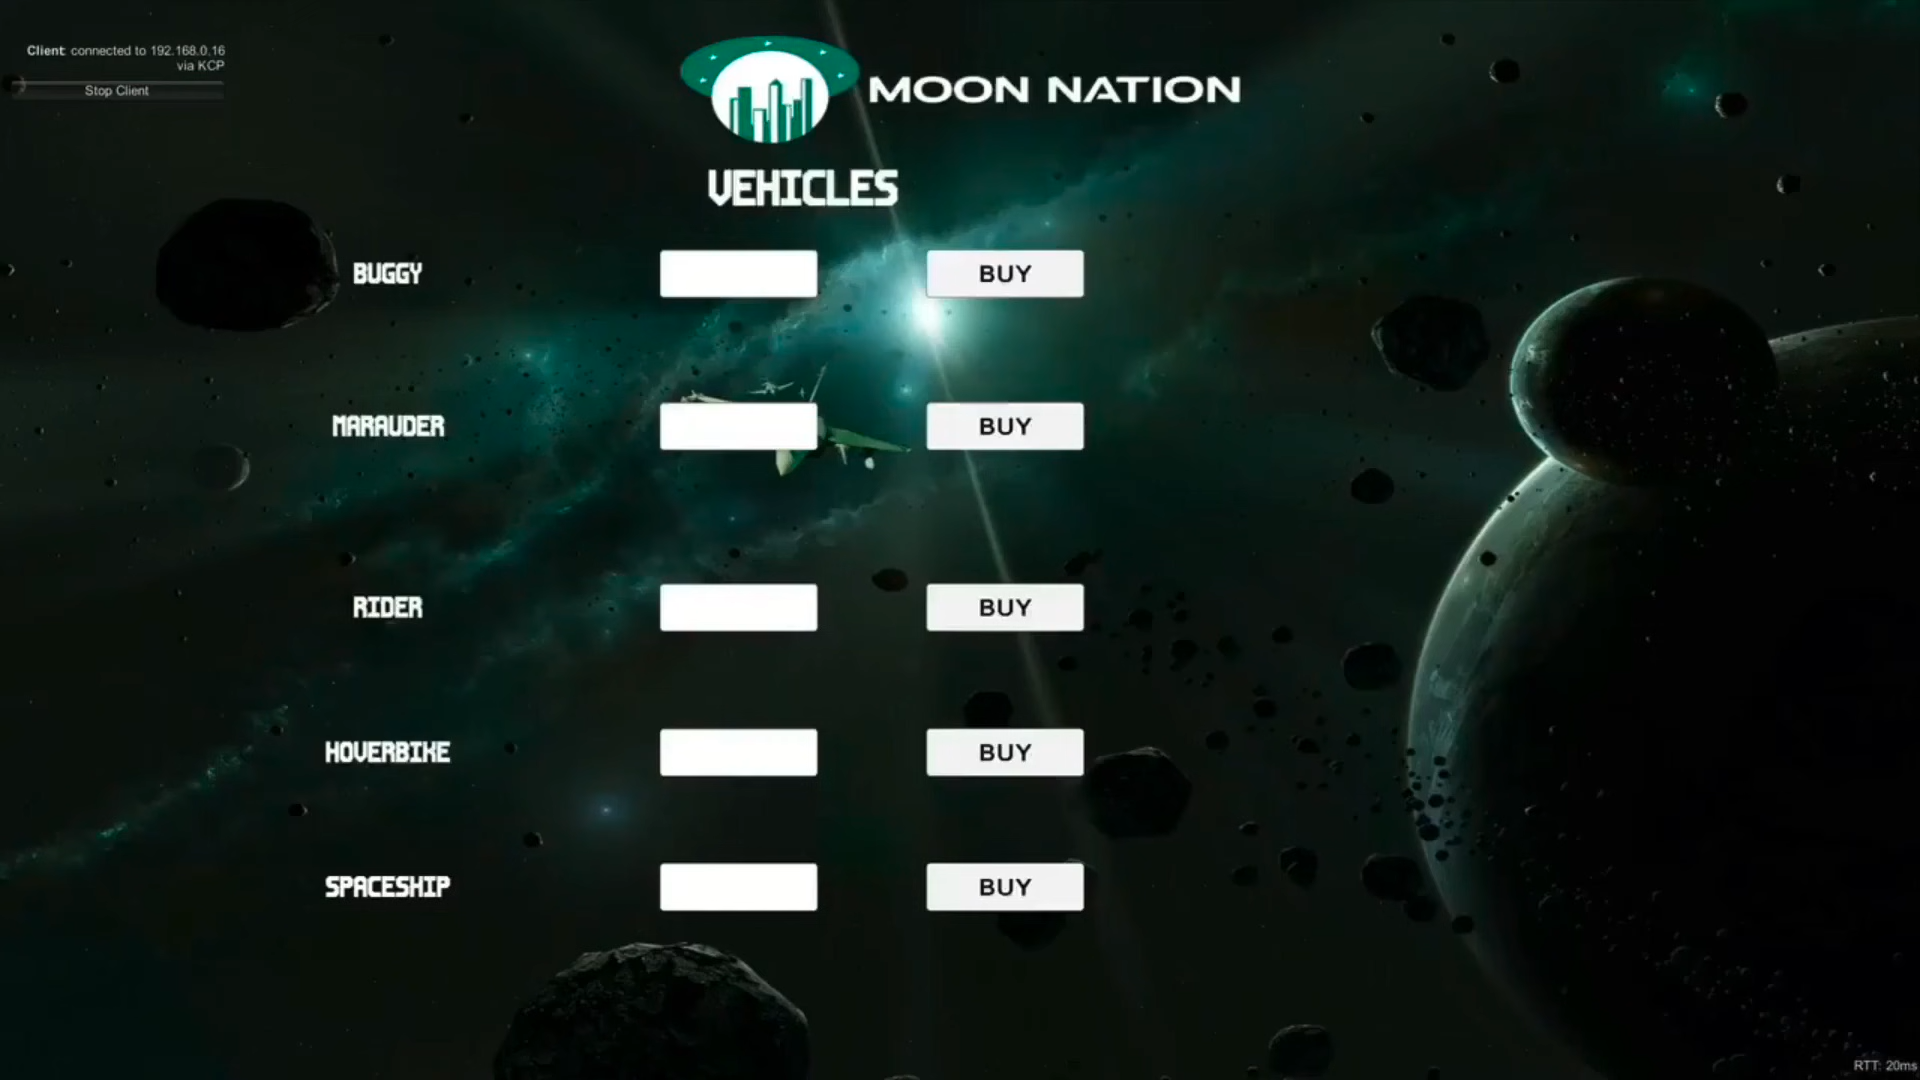 Client: connected to 192.168.0.16
via KCP
Stop Client
MOON NATION
VEHICLES
BUGGY
BUY
MARAUDER
BUY
RIDER
BUY
HOVERBIKE
BUY
SPACESHIP
BUY
RTT: 20ms